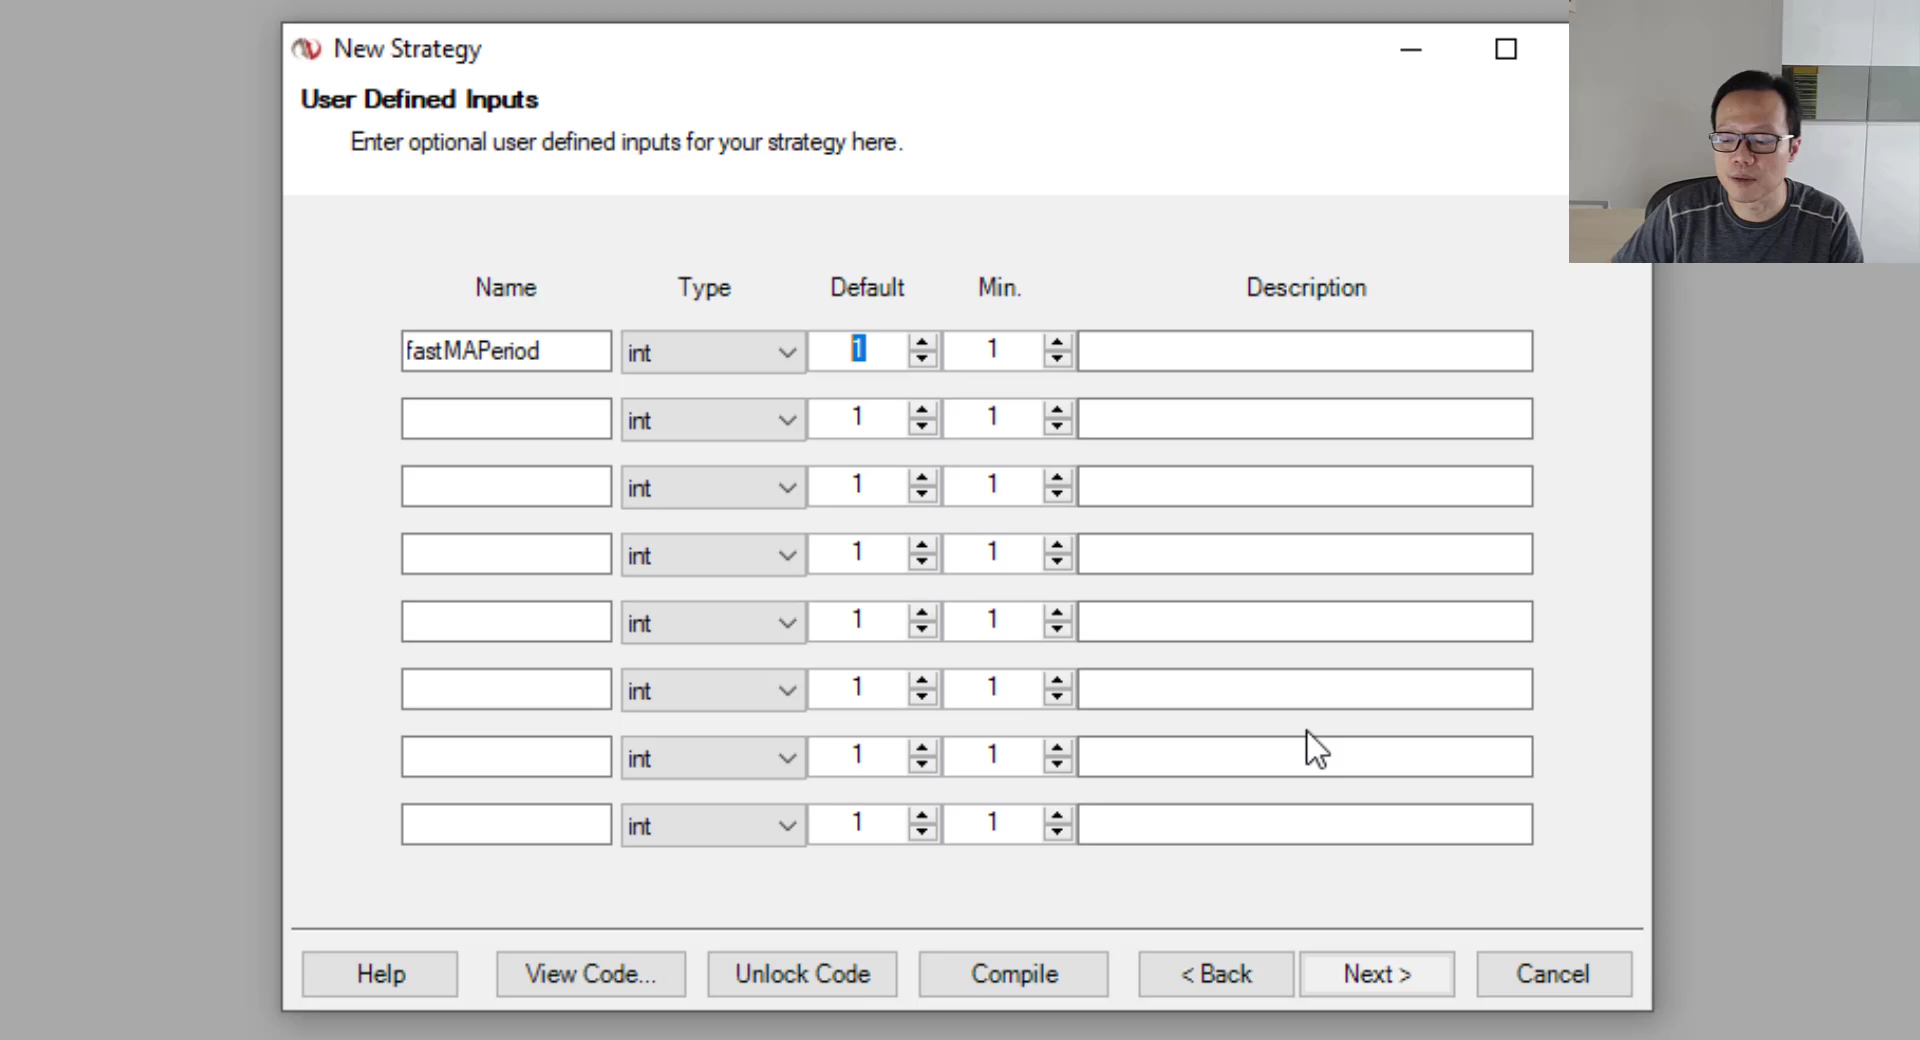 New Strategy
User Defined Inputs
Enter optional user defined inputs for your strategy here.
Name Type Default Min. Description
fastMAPeriod int 1 1
int 1 1
int 1 1
int 1 1
int 1 1
int 1 1
int 1 1
int 1 1
Help View Code... Unlock Code Compile < Back Next > Cancel